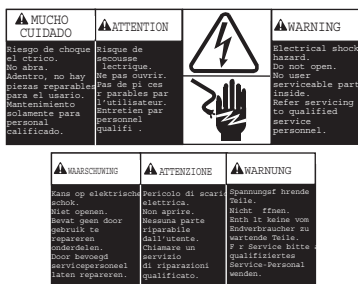 MUCHO
CUIDADO
Riesgo de choque
el ctrico.
No abra.
Adentro, no hay
piezas reparables
para el usario.
Mantenimiento
solamente para
personal
calificado.
ATTENTION
Risque de
secousse
lectrique.
Ne pas ouvrir.
Pas de pi ces
r parables par
l'utilisateur.
Entretien par
personnel
qualifi .
WARNING
Electrical shock
hazard.
Do not open.
No user
serviceable part
inside.
Refer servicing
to qualified
service
personnel.
WAARSCHUWING
Kans op elektrische
schok.
Niet openen.
Bevat geen door
gebruik te
repareren
onderdelen.
Door bevoegd
servicepersoneel
laten repareren.
ATTENZIONE
Pericolo di scaric
elettrica.
Non aprire.
Nessuna parte
riparabile
dall'utente.
Chiamare un
servizio
di riparazioni
qualificato.
WARNUNG
Spannungsf hrende
Teile.
Nicht ffnen.
Enth lt keine vom
Endverbraucher zu
wartende Teile.
F r Service bitte a
qualifiziertes
Service-Personal
wenden.